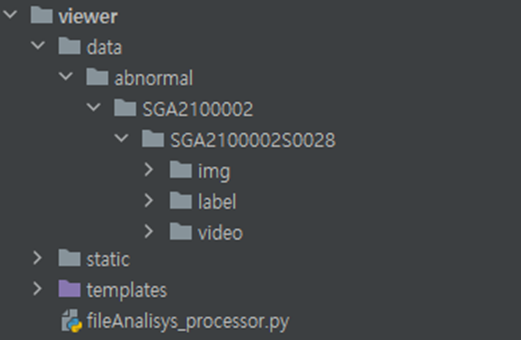 viewer
data
abnormal
SGA2100002
SGA2100002S0028
img
label
video
static
templates
fileAnalisys_processor.py